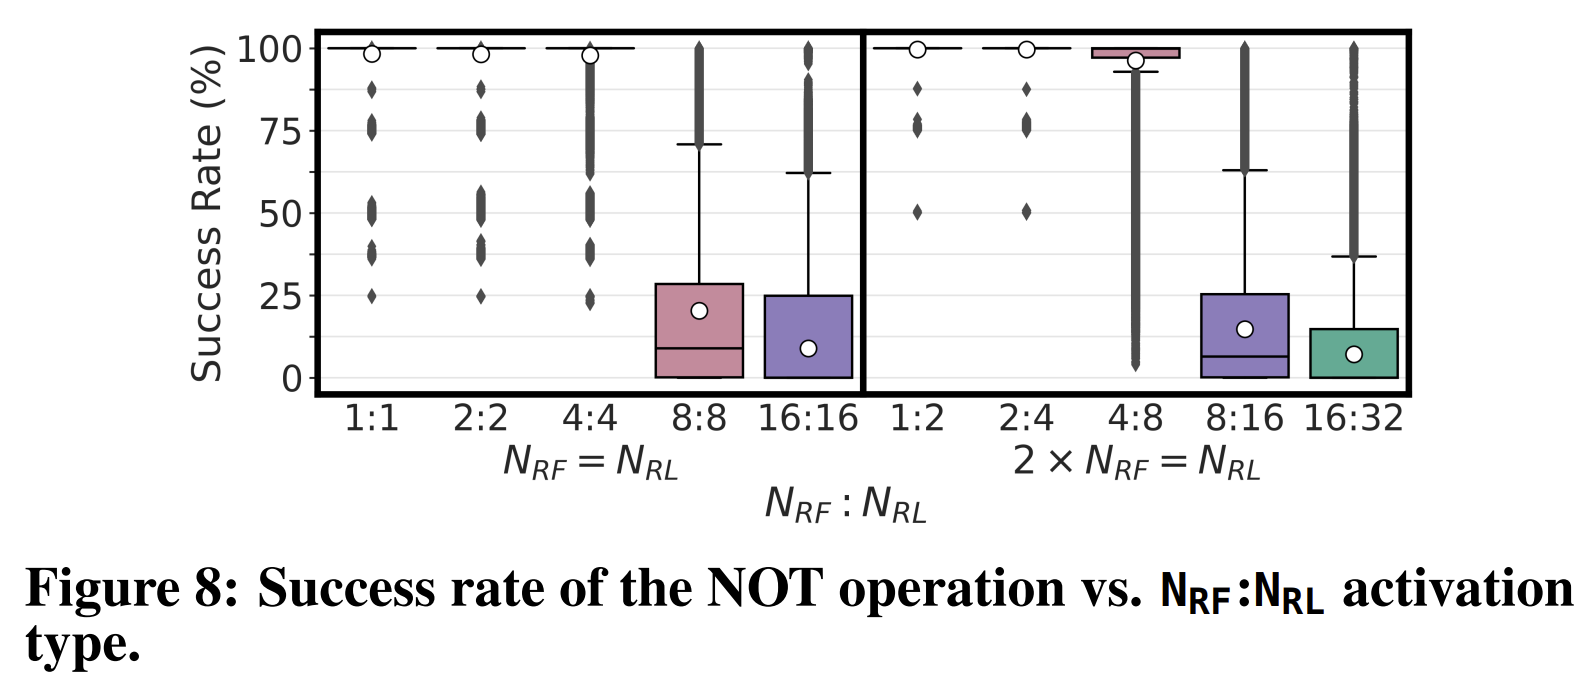 Success Rate (%)
100
75
50
25
0
1:1 2:2 4:4 8:8 16:16 1:2 2:4 4:8 8:16 16:32
N_RF = N_RL 2 × N_RF = N_RL
N_RF : N_RL
Figure 8: Success rate of the NOT operation vs. N_RF:N_RL activation
type.